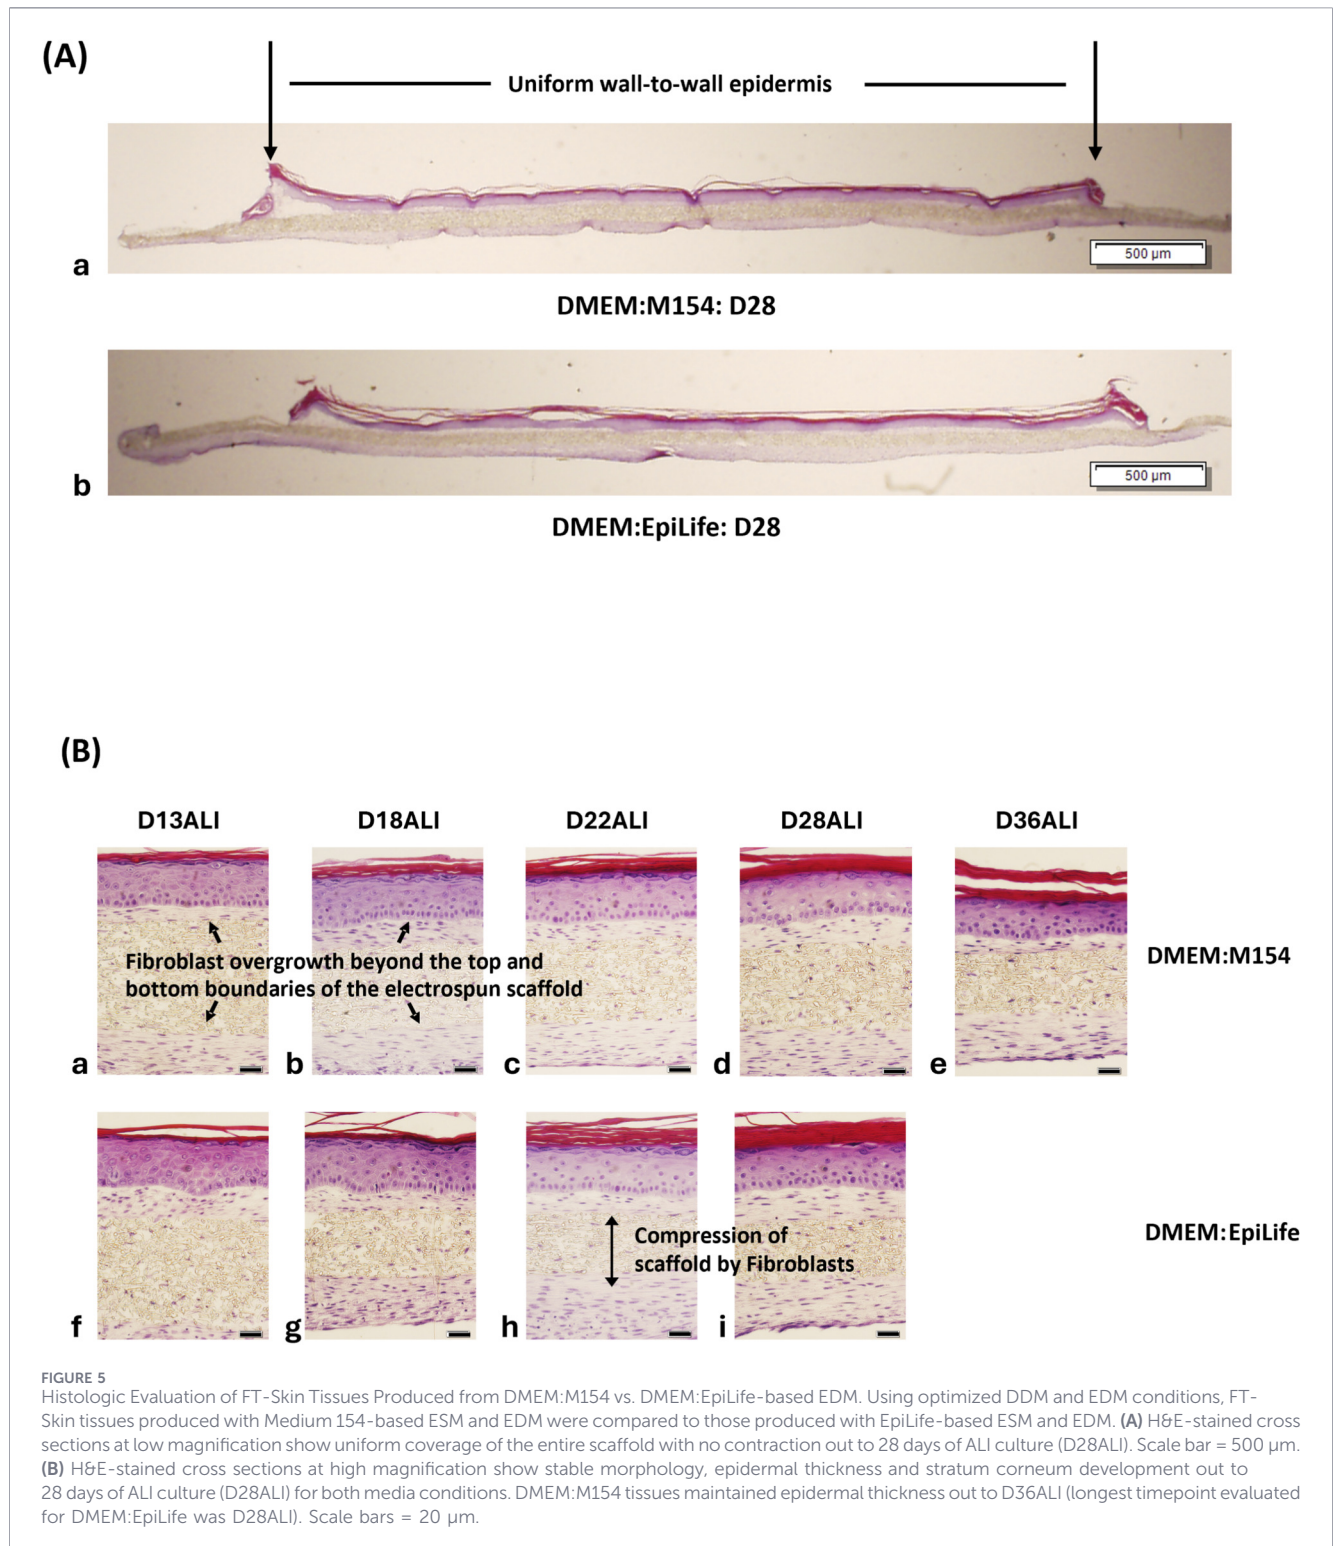 (A)
Uniform wall-to-wall epidermis
500 µm
a
DMEM:M154: D28
500 µm
b
DMEM:EpiLife: D28
(B)
D13ALI D18ALI D22ALI D28ALI D36ALI
Fibroblast overgrowth beyond the top and
bottom boundaries of the electrospun scaffold
DMEM:M154
a b c d e
Compression of
scaffold by Fibroblasts
DMEM:EpiLife
f g h i
FIGURE 5
Histologic Evaluation of FT-Skin Tissues Produced from DMEM:M154 vs. DMEM:EpiLife-based EDM. Using optimized DDM and EDM conditions, FT-
Skin tissues produced with Medium 154-based ESM and EDM were compared to those produced with EpiLife-based ESM and EDM. (A) H&E-stained cross
sections at low magnification show uniform coverage of the entire scaffold with no contraction out to 28 days of ALI culture (D28ALI). Scale bar = 500 µm.
(B) H&E-stained cross sections at high magnification show stable morphology, epidermal thickness and stratum corneum development out to
28 days of ALI culture (D28ALI) for both media conditions. DMEM:M154 tissues maintained epidermal thickness out to D36ALI (longest timepoint evaluated
for DMEM:EpiLife was D28ALI). Scale bars = 20 µm.